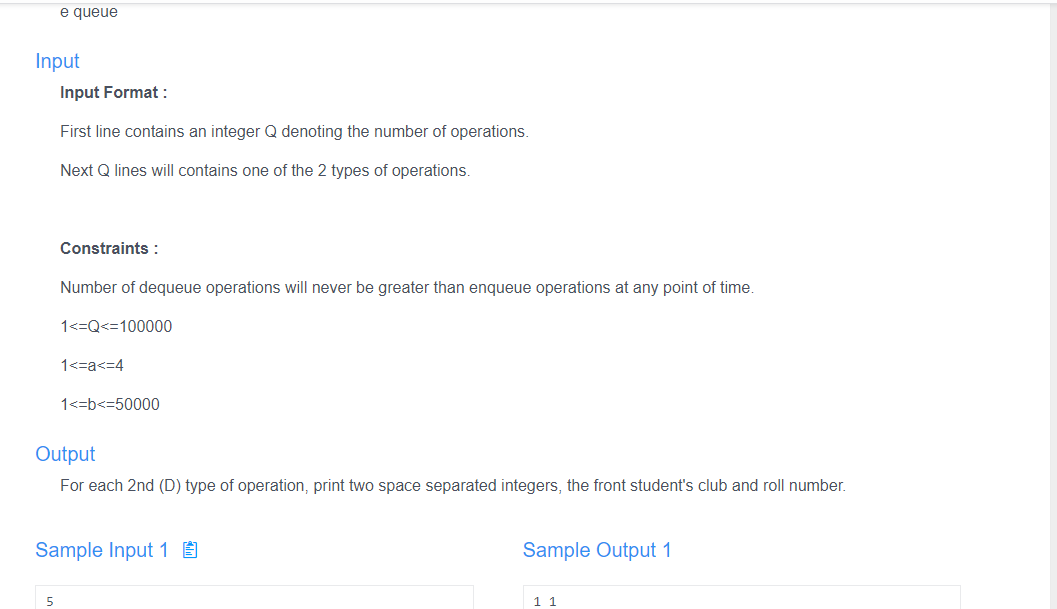 e queue
Input
Input Format :
First line contains an integer Q denoting the number of operations.
Next Q lines will contains one of the 2 types of operations.
Constraints :
Number of dequeue operations will never be greater than enqueue operations at any point of time.
1<=Q<=100000
1<=a<=4
1<=b<=50000
Output
For each 2nd (D) type of operation, print two space separated integers, the front student's club and roll number.
Sample Input 1
Sample Output 1
5
1 1